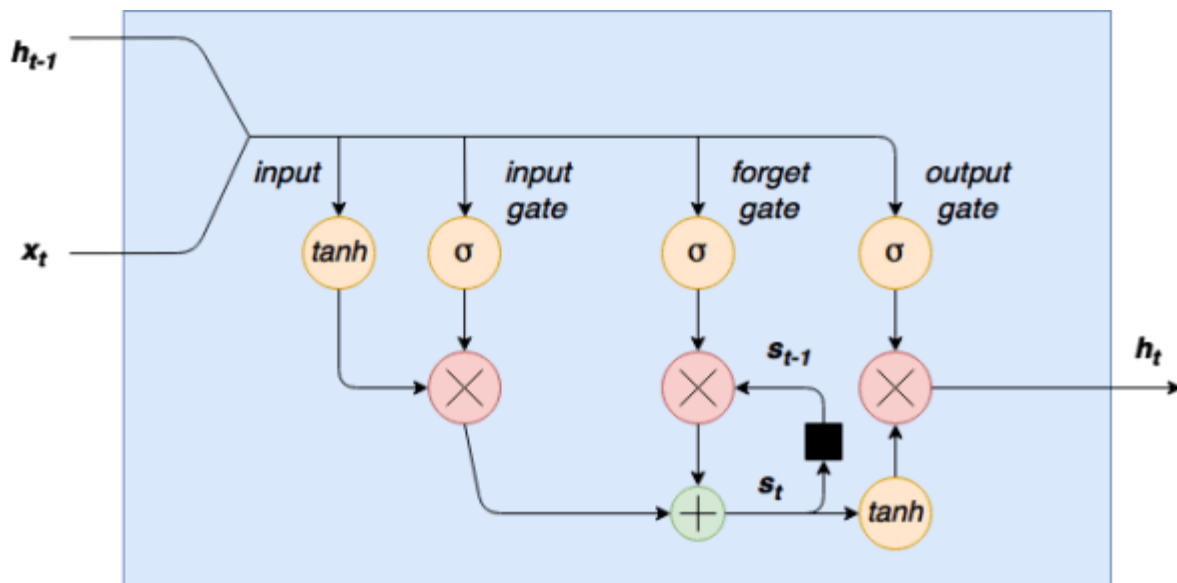 h_{t-1}
x_t
input
input
gate
forget
gate
output
gate
tanh
σ
σ
σ
s_{t-1}
h_t
s_t
tanh